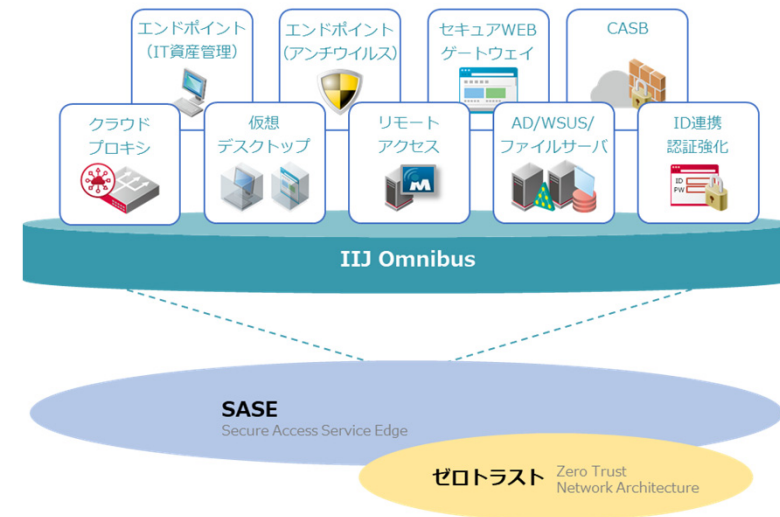 エンドポイント
(IT資産管理)
エンドポイント
(アンチウイルス)
セキュアWEB
ゲートウェイ
CASB
クラウド
プロキシ
仮想
デスクトップ
リモート
アクセス
AD/WSUS/
ファイルサーバ
ID連携
認証強化
M
ID
PW
IIJ Omnibus
SASE
Secure Access Service Edge
ゼロトラスト
Zero Trust
Network Architecture